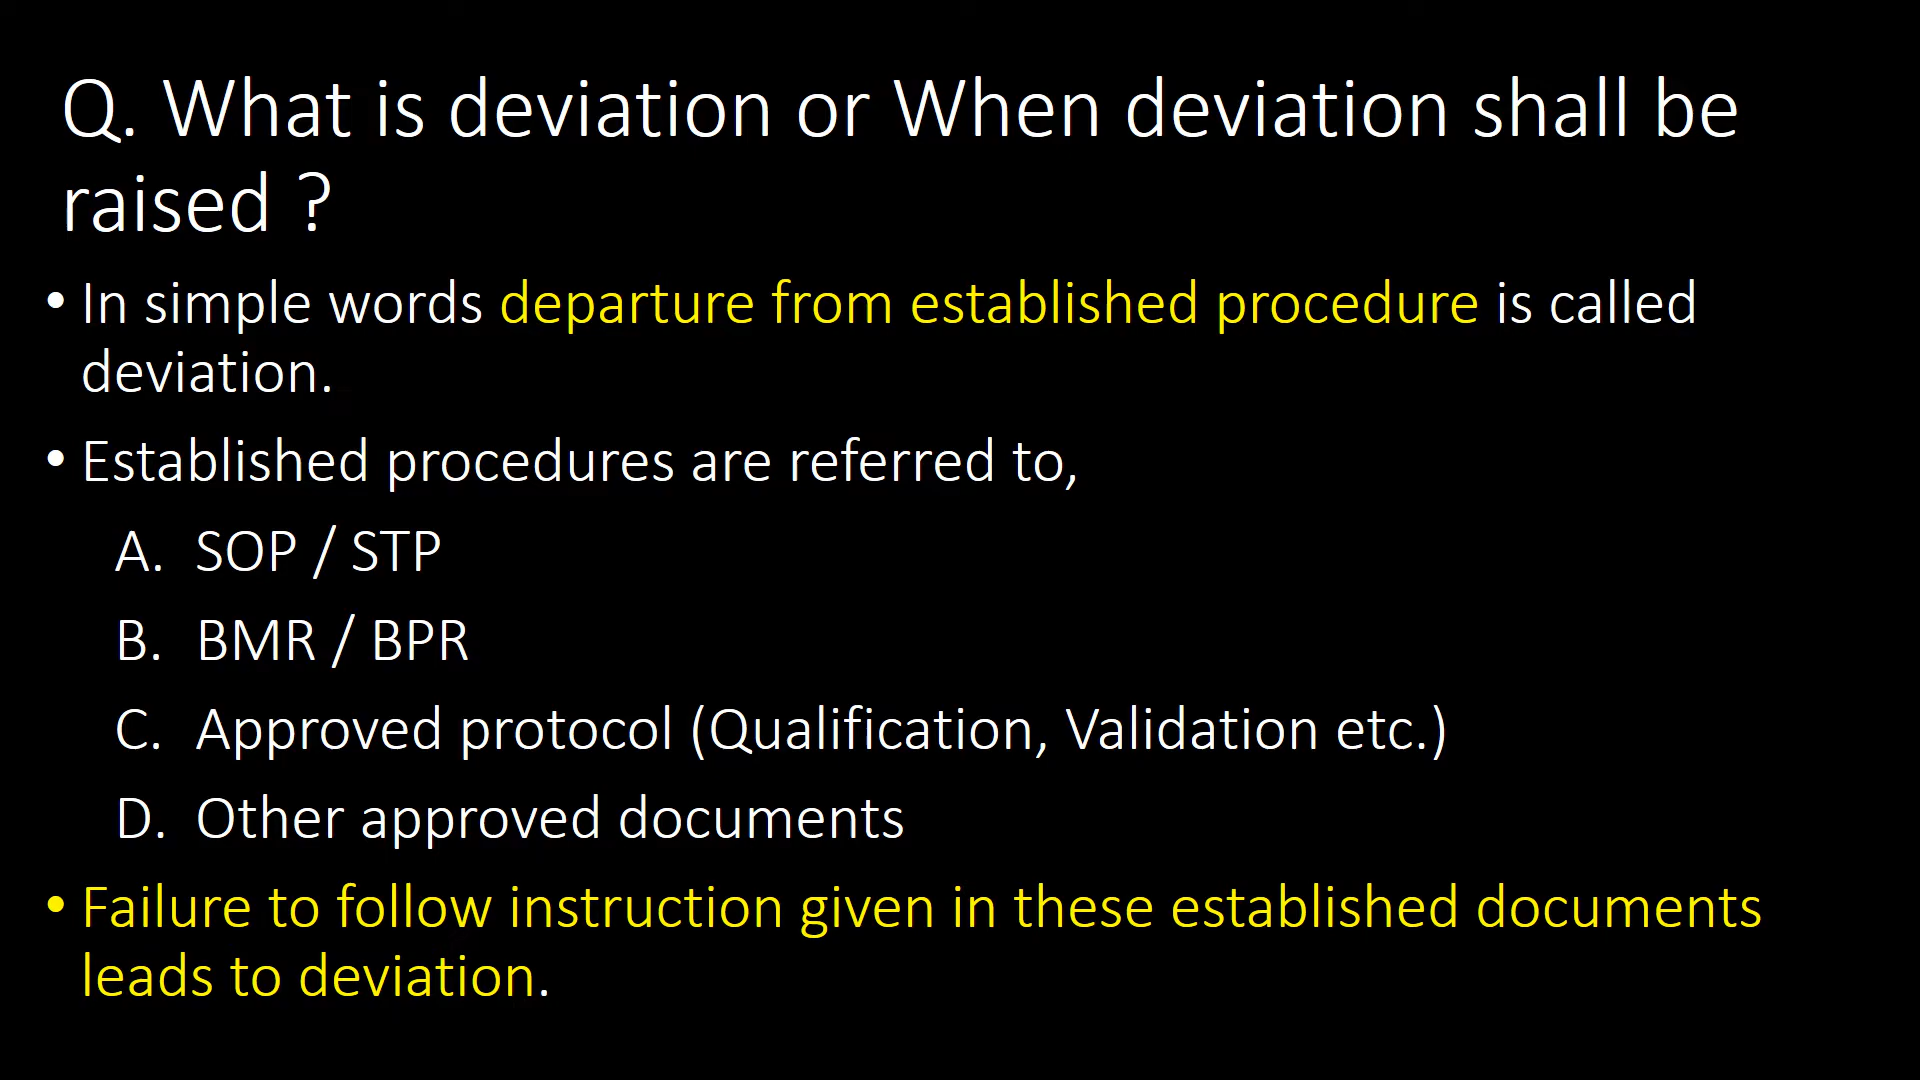 Q. What is deviation or When deviation shall be
raised ?
• In simple words departure from established procedure is called
deviation.
• Established procedures are referred to,
A. SOP / STP
B. BMR / BPR
C. Approved protocol (Qualification, Validation etc.)
D. Other approved documents
• Failure to follow instruction given in these established documents
leads to deviation.